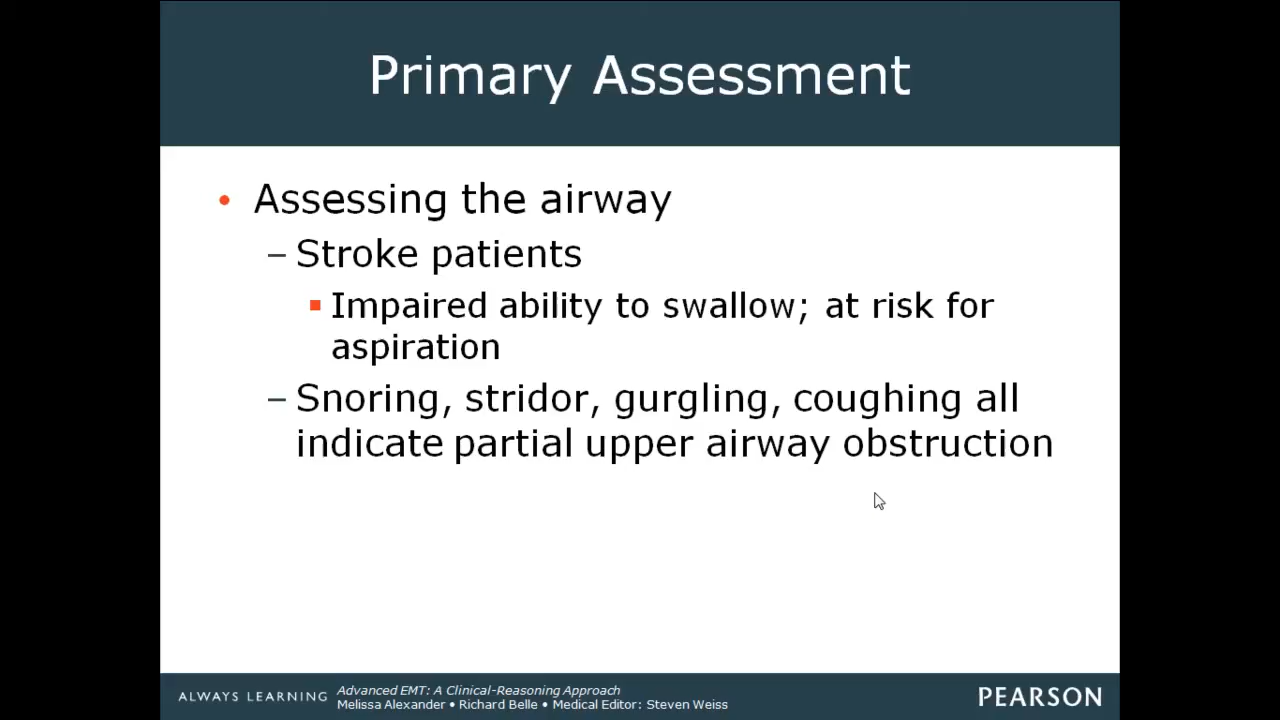 Primary Assessment
• Assessing the airway
– Stroke patients
▪ Impaired ability to swallow; at risk for
aspiration
– Snoring, stridor, gurgling, coughing all
indicate partial upper airway obstruction
ALWAYS LEARNING
Advanced EMT: A Clinical-Reasoning Approach
Melissa Alexander • Richard Belle • Medical Editor: Steven Weiss
PEARSON